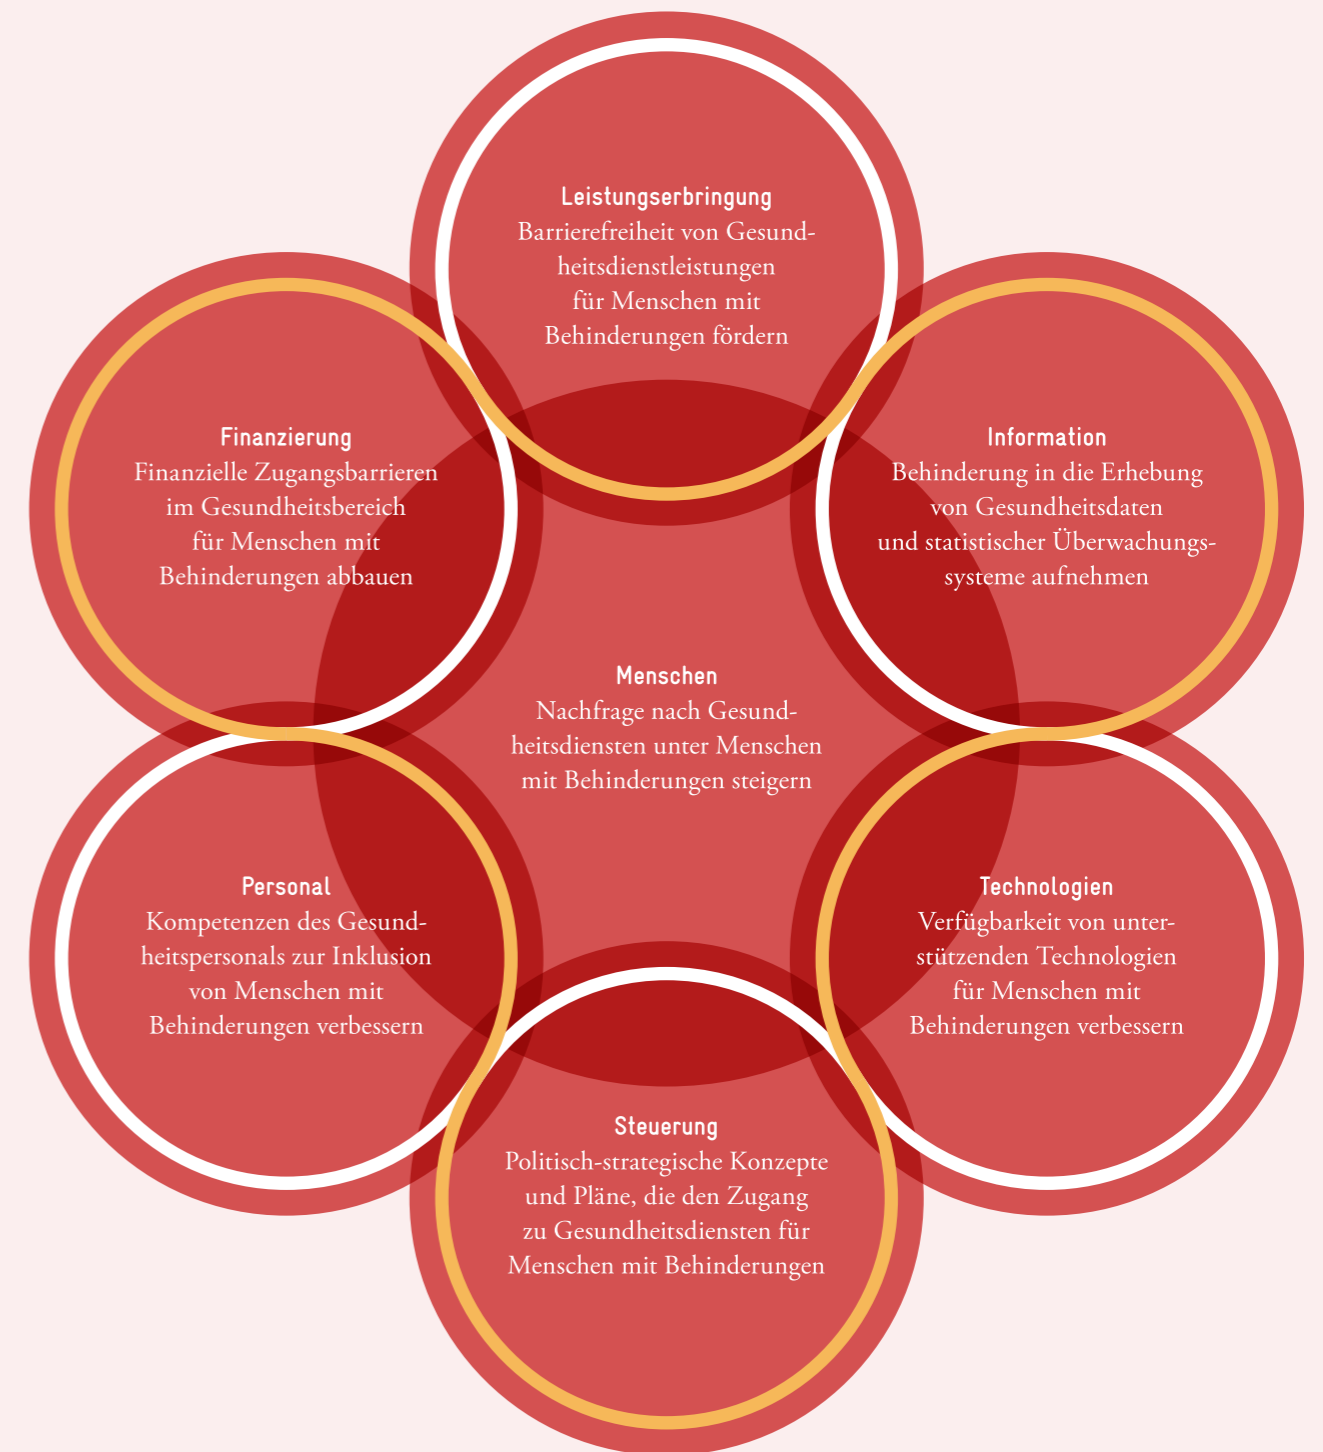 Leistungserbringung
Barrierefreiheit von Gesund-
heitsdienstleistungen
für Menschen mit
Behinderungen fördern
Finanzierung
Finanzielle Zugangsbarrieren
im Gesundheitsbereich
für Menschen mit
Behinderungen abbauen
Information
Behinderung in die Erhebung
von Gesundheitsdaten
und statistischer Überwachungs-
systeme aufnehmen
Menschen
Nachfrage nach Gesund-
heitsdiensten unter Menschen
mit Behinderungen steigern
Personal
Kompetenzen des Gesund-
heitspersonals zur Inklusion
von Menschen mit
Behinderungen verbessern
Technologien
Verfügbarkeit von unter-
stützenden Technologien
für Menschen mit
Behinderungen verbessern
Steuerung
Politisch-strategische Konzepte
und Pläne, die den Zugang
zu Gesundheitsdiensten für
Menschen mit Behinderungen